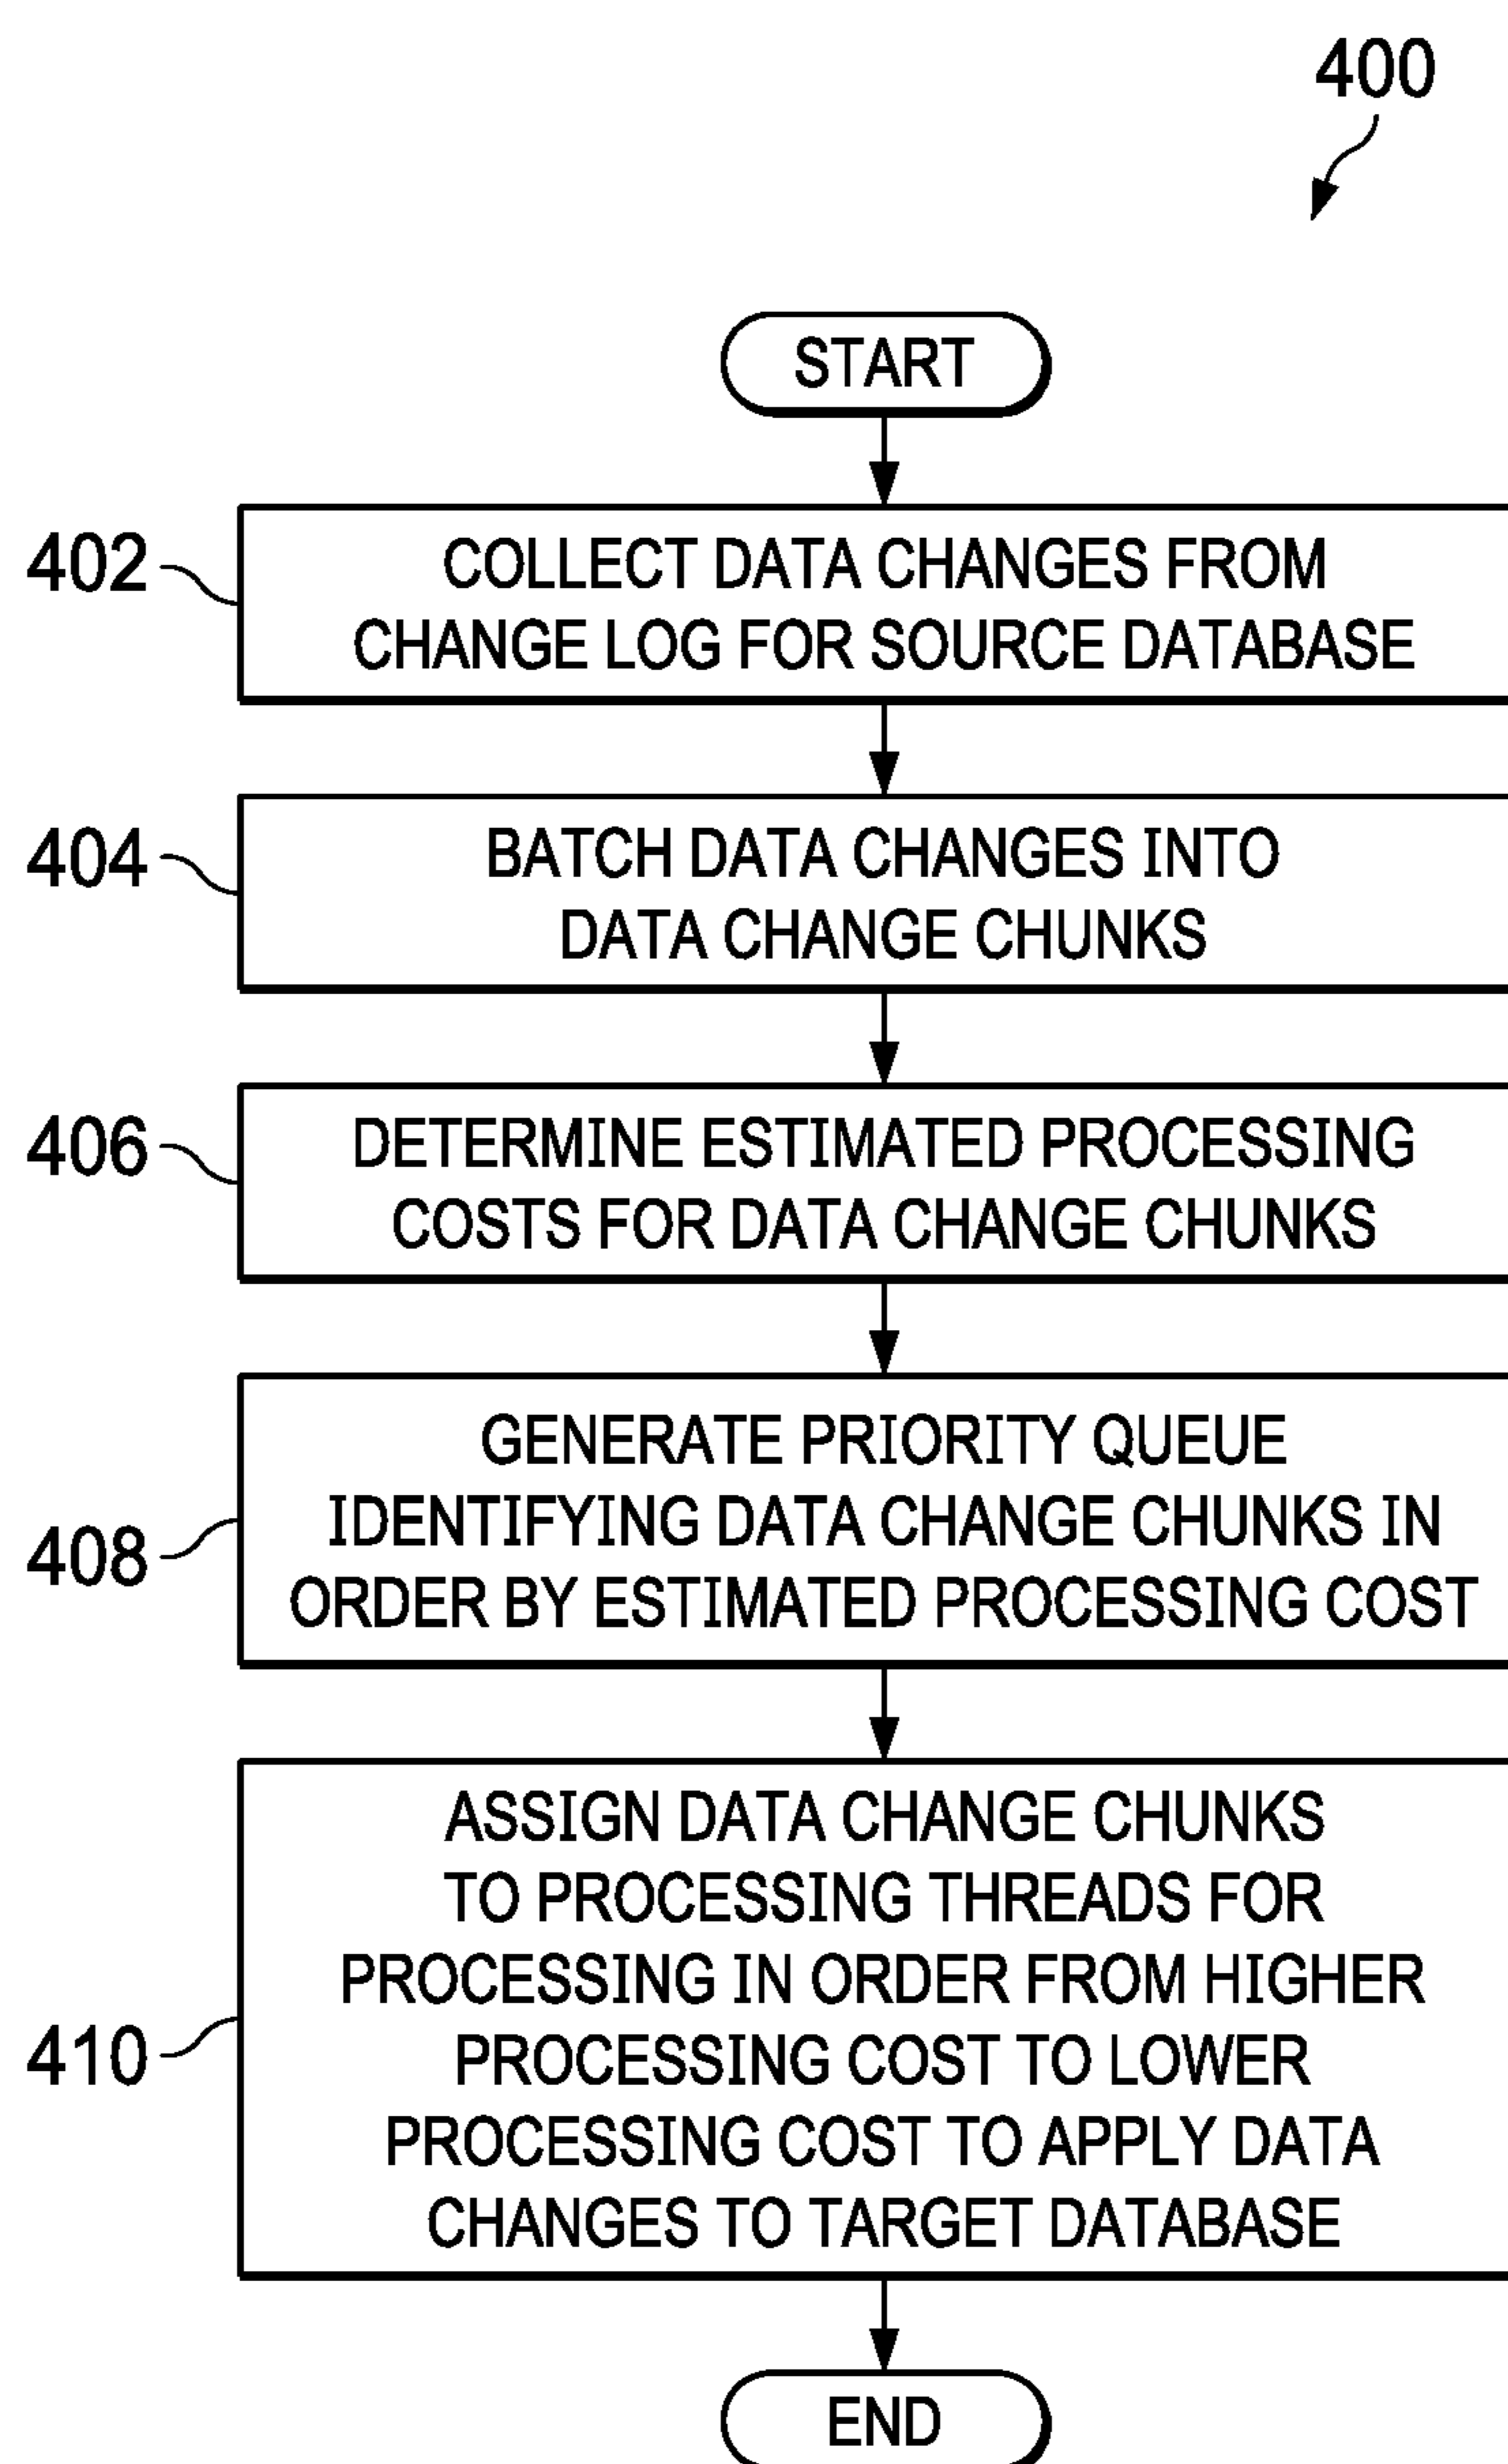 400
START
402
COLLECT DATA CHANGES FROM
CHANGE LOG FOR SOURCE DATABASE
404
BATCH DATA CHANGES INTO
DATA CHANGE CHUNKS
406
DETERMINE ESTIMATED PROCESSING
COSTS FOR DATA CHANGE CHUNKS
408
GENERATE PRIORITY QUEUE
IDENTIFYING DATA CHANGE CHUNKS IN
ORDER BY ESTIMATED PROCESSING COST
410
ASSIGN DATA CHANGE CHUNKS
TO PROCESSING THREADS FOR
PROCESSING IN ORDER FROM HIGHER
PROCESSING COST TO LOWER
PROCESSING COST TO APPLY DATA
CHANGES TO TARGET DATABASE
END